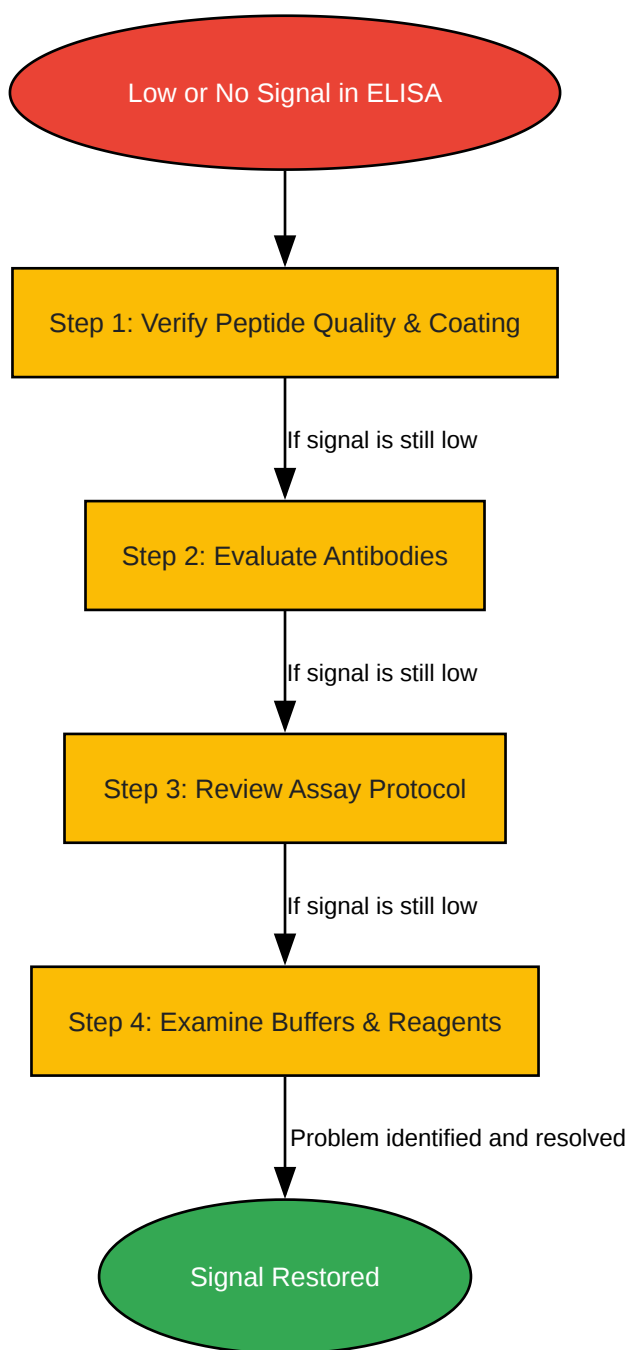 Low or No Signal in ELISA
Step 1: Verify Peptide Quality & Coating
If signal is still low
Step 2: Evaluate Antibodies
If signal is still low
Step 3: Review Assay Protocol
If signal is still low
Step 4: Examine Buffers & Reagents
Problem identified and resolved
Signal Restored